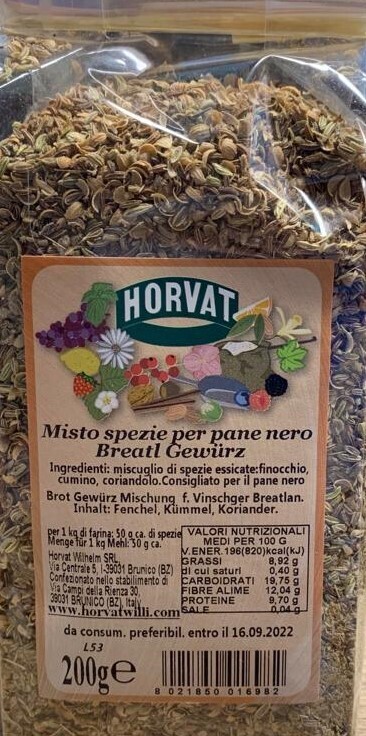 HORVAT
Misto spezie per pane nero
Breatl Gewürz
Ingredienti: miscuglio di spezie essicate:finocchio,
cumino, coriandolo.Consigliato per il pane nero
Brot Gewürz Mischung f. Vinschger Breatlan.
Inhalt: Fenchel, Kümmel, Koriander.
per 1 kg di farina: 50 g ca. di spezie
Menge für 1 kg Mehl: 50 g ca.
Horvat Wilhelm SRL
Via Centrale 5, I-39031 Brunico (BZ)
Confezionato nello stabilimento di
Via Campi della Rienza 30,
39031 BRUNICO (BZ), Italy
www.horvatwilli.com
VALORI NUTRIZIONALI
MEDI PER 100 G
V.ENER.196(820)kcal(kJ)
GRASSI 8,92 g
di cui saturi 0,40 g
CARBOIDRATI 19,75 g
FIBRE ALIME 12,04 g
PROTEINE 9,70 g
SALE 0,04 g
da consum. preferibil. entro il 16.09.2022
L53
200g℮
8 021850 016982